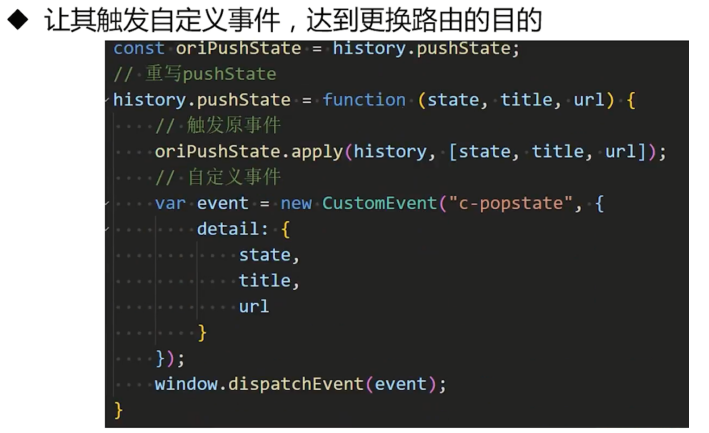 ◆ 让其触发自定义事件，达到更换路由的目的
const oriPushState = history.pushState;
// 重写pushState
history.pushState = function (state, title, url) {
    // 触发原事件
    oriPushState.apply(history, [state, title, url]);
    // 自定义事件
    var event = new CustomEvent("c-popstate", {
        detail: {
            state,
            title,
            url
        }
    });
    window.dispatchEvent(event);
}